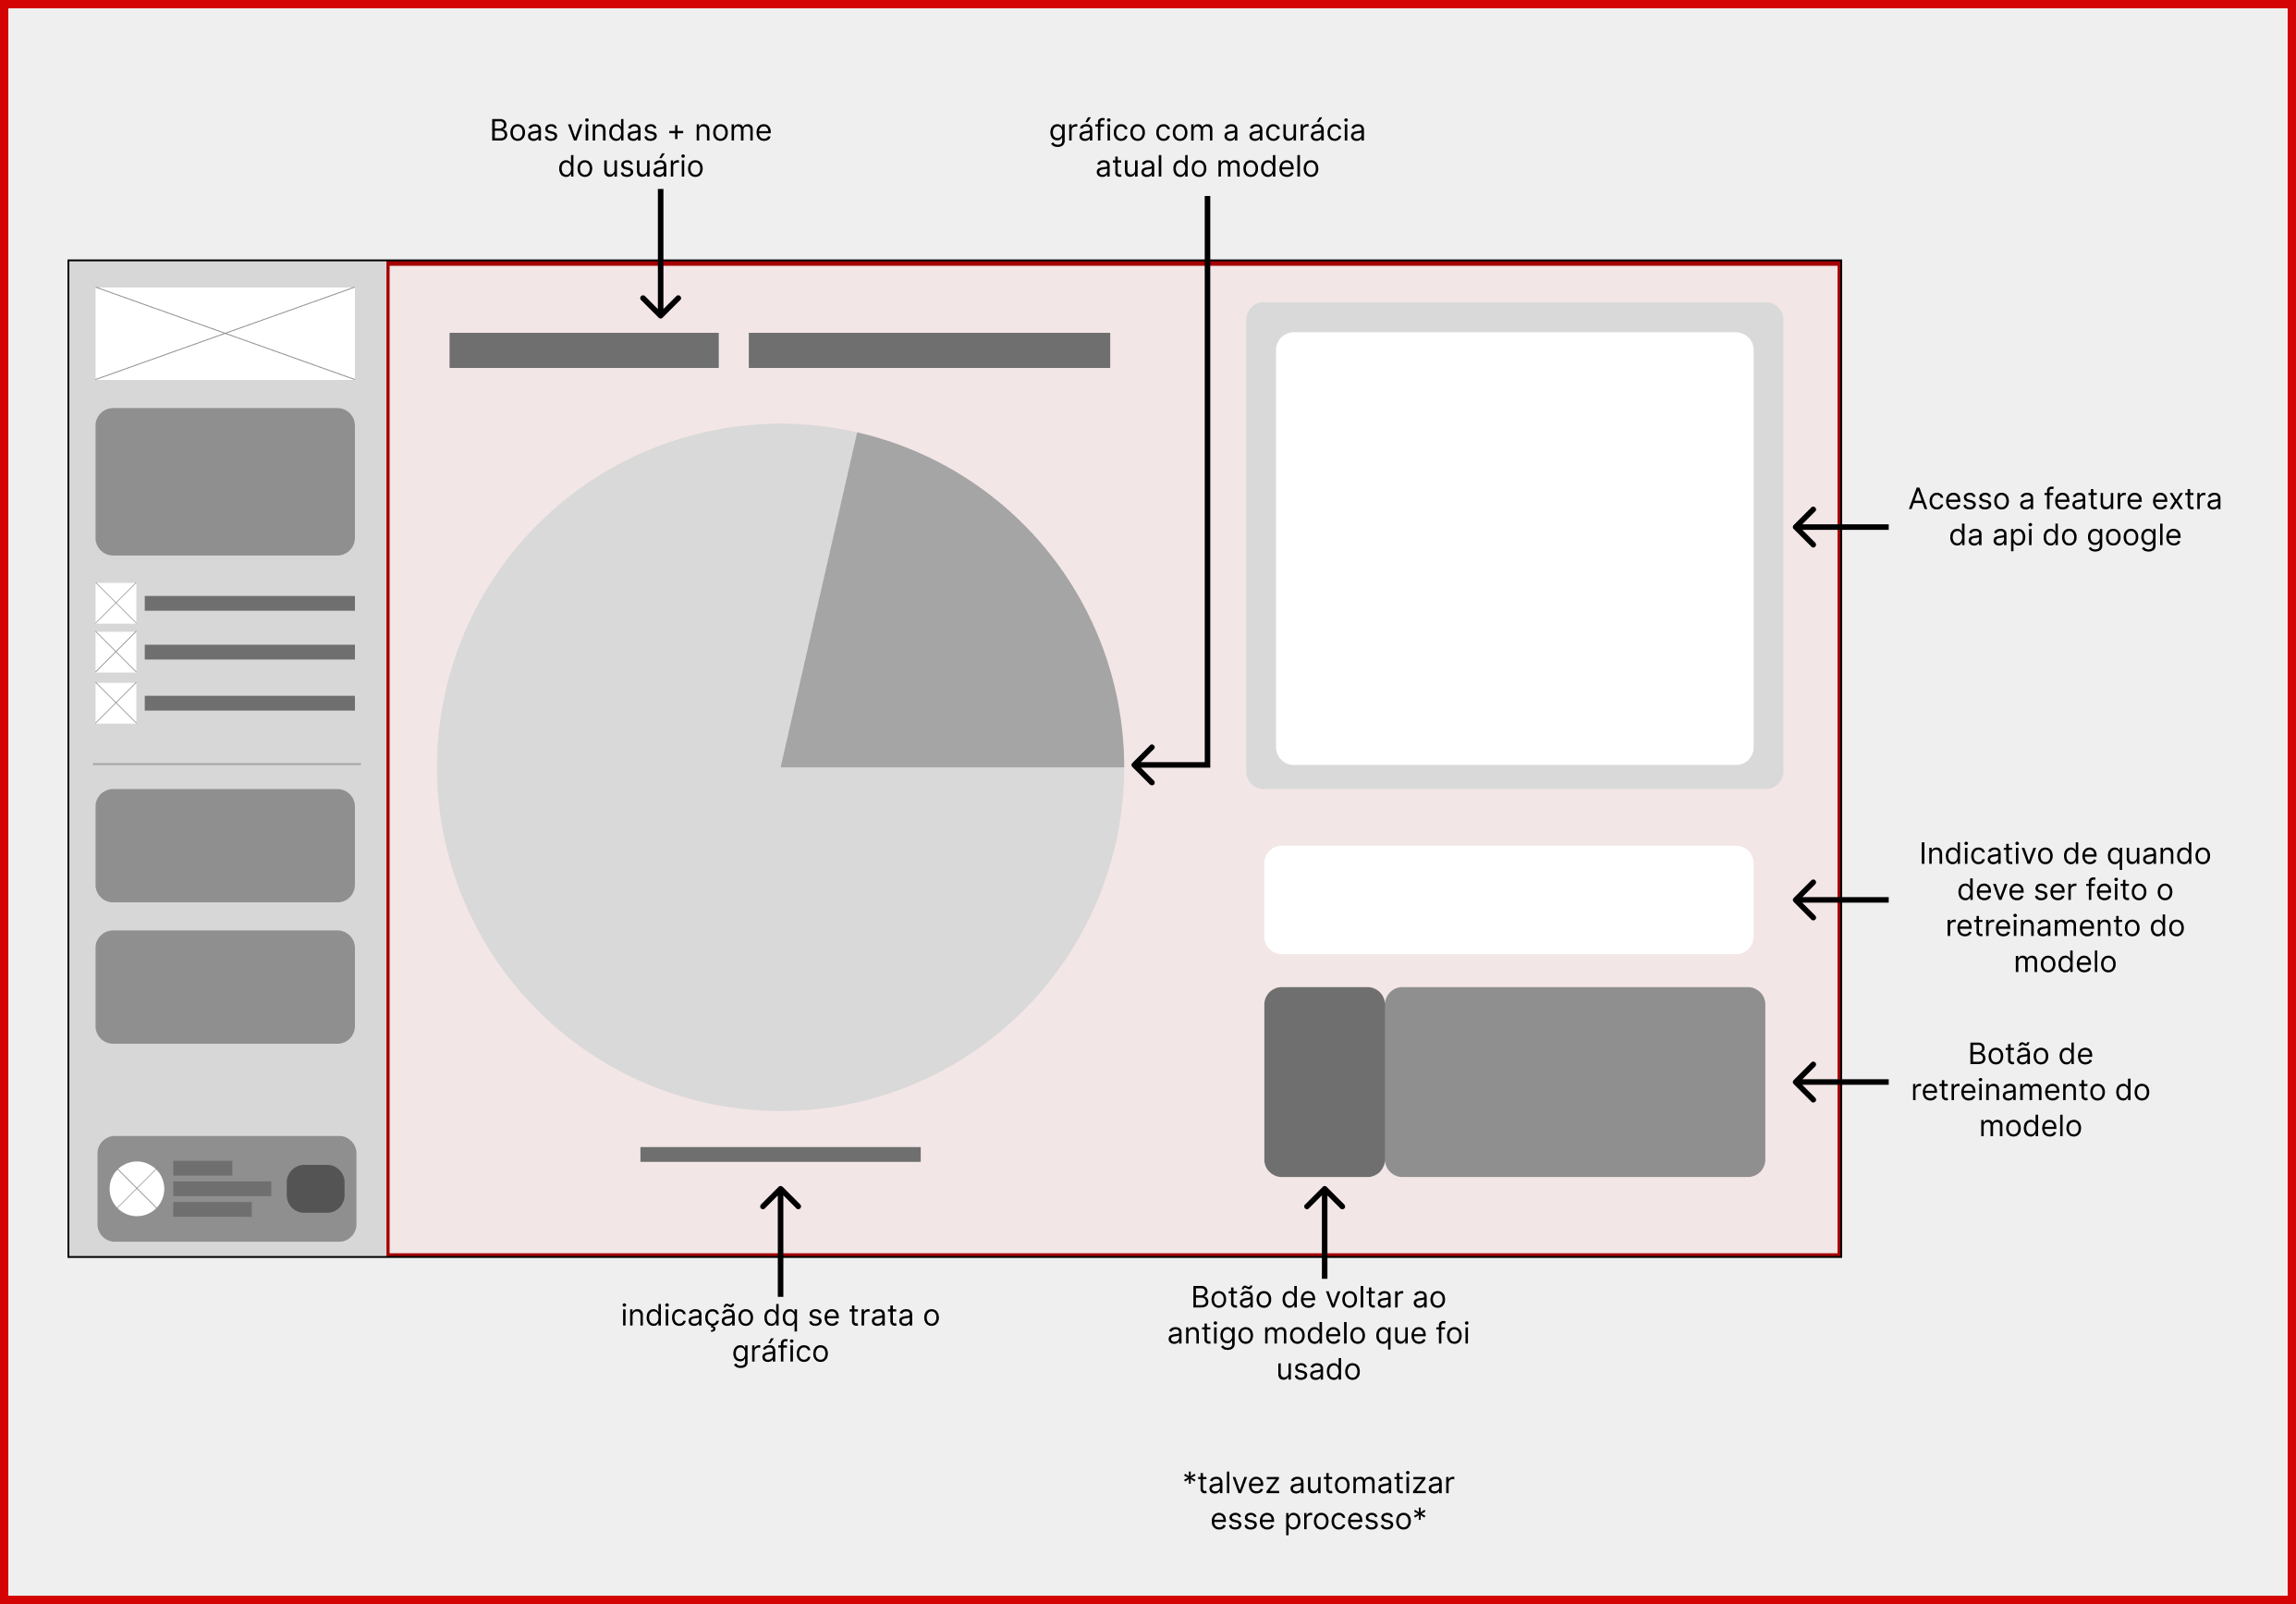 Boas vindas + nome
do usuário
gráfico com a acurácia
atual do modelo
Acesso a feature extra
da api do google
Indicativo de quando
deve ser feito o
retreinamento do
modelo
Botão de
retreinamento do
modelo
indicação dq se trata o
gráfico
Botão de voltar ao
antigo modelo que foi
usado
*talvez automatizar
esse processo*